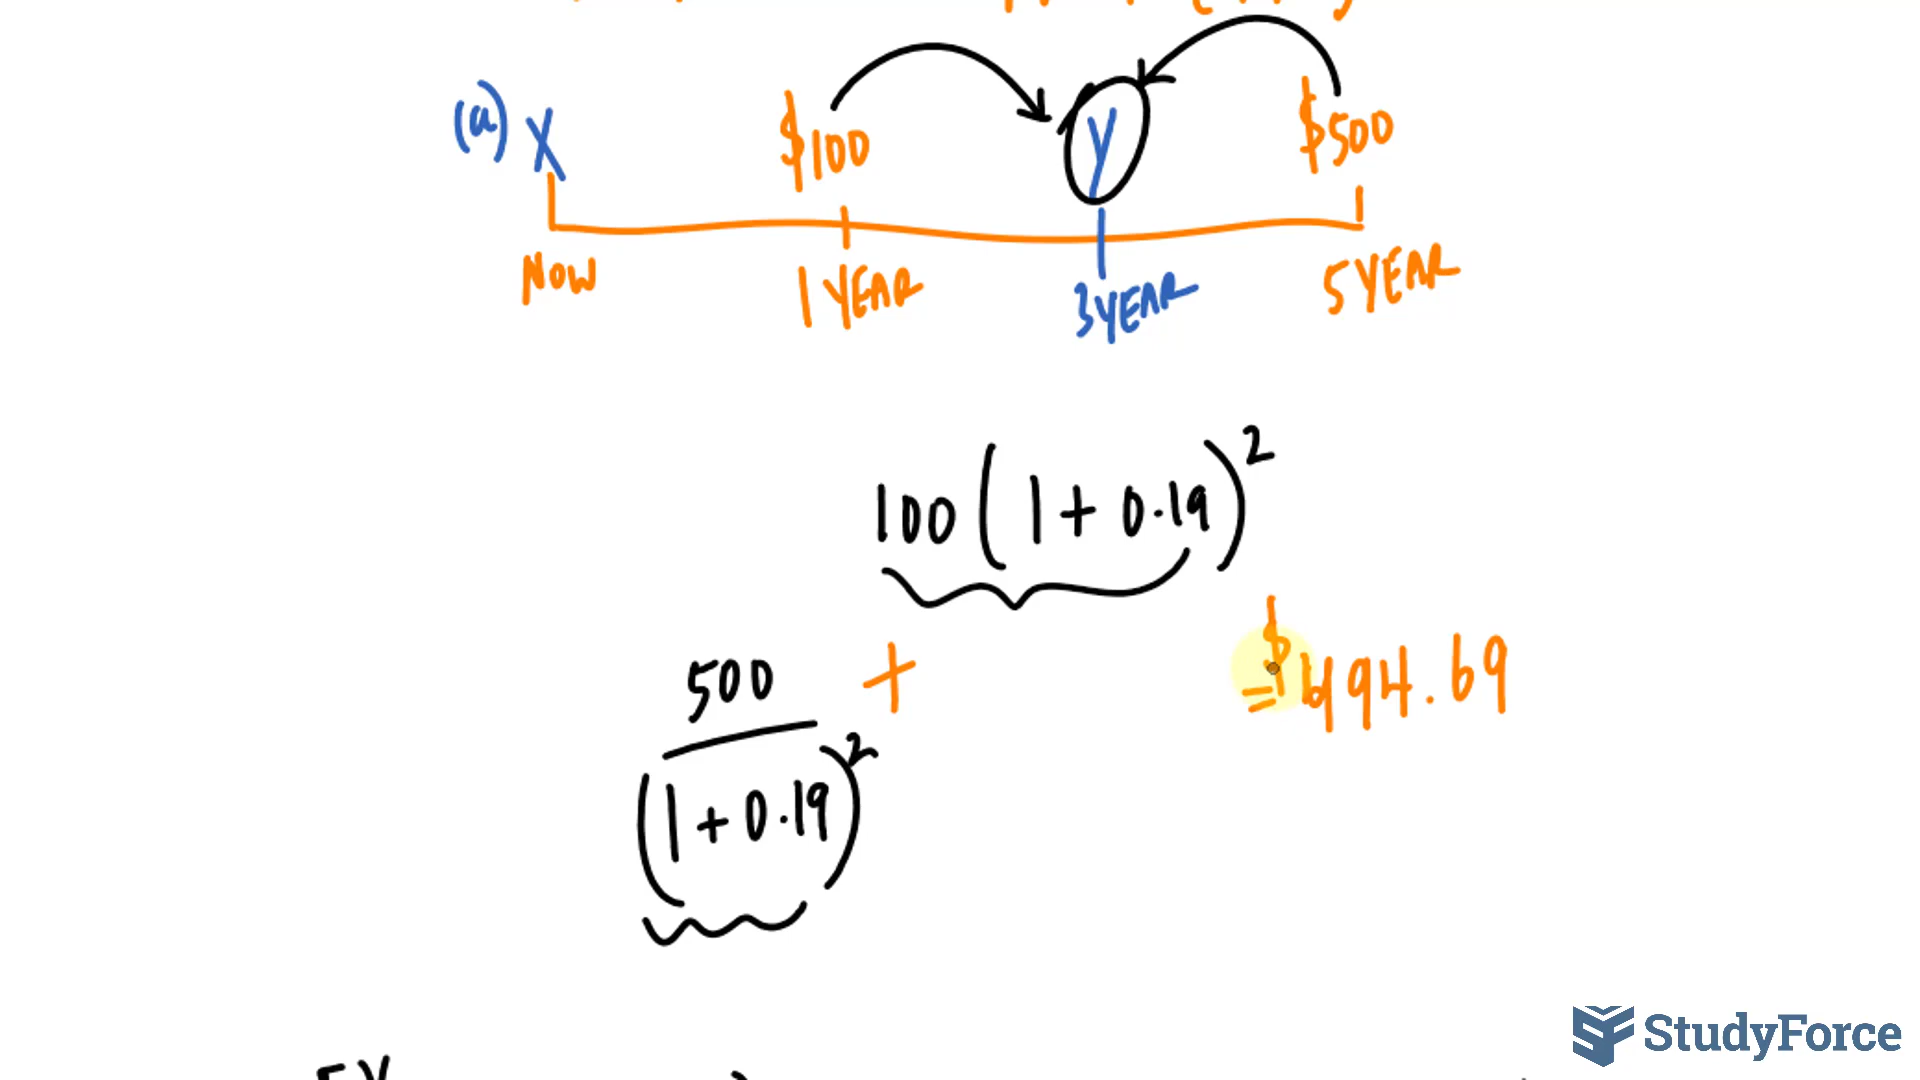 (a) X $100 Y $500
NOW 1 YEAR 3 YEAR 5 YEAR
100 (1 + 0.19)²
500 + = $494.69
(1 + 0.19)²
StudyForce